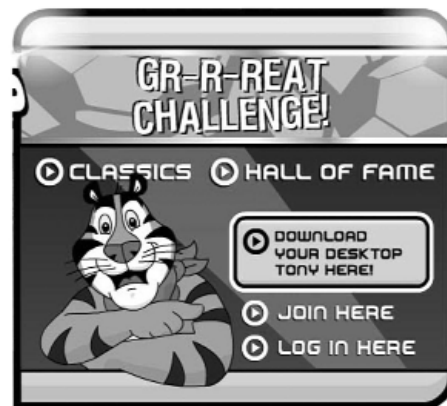 GR-R-REAT
CHALLENGE!
CLASSICS
HALL OF FAME
DOWNLOAD
YOUR DESKTOP
TONY HERE!
JOIN HERE
LOG IN HERE